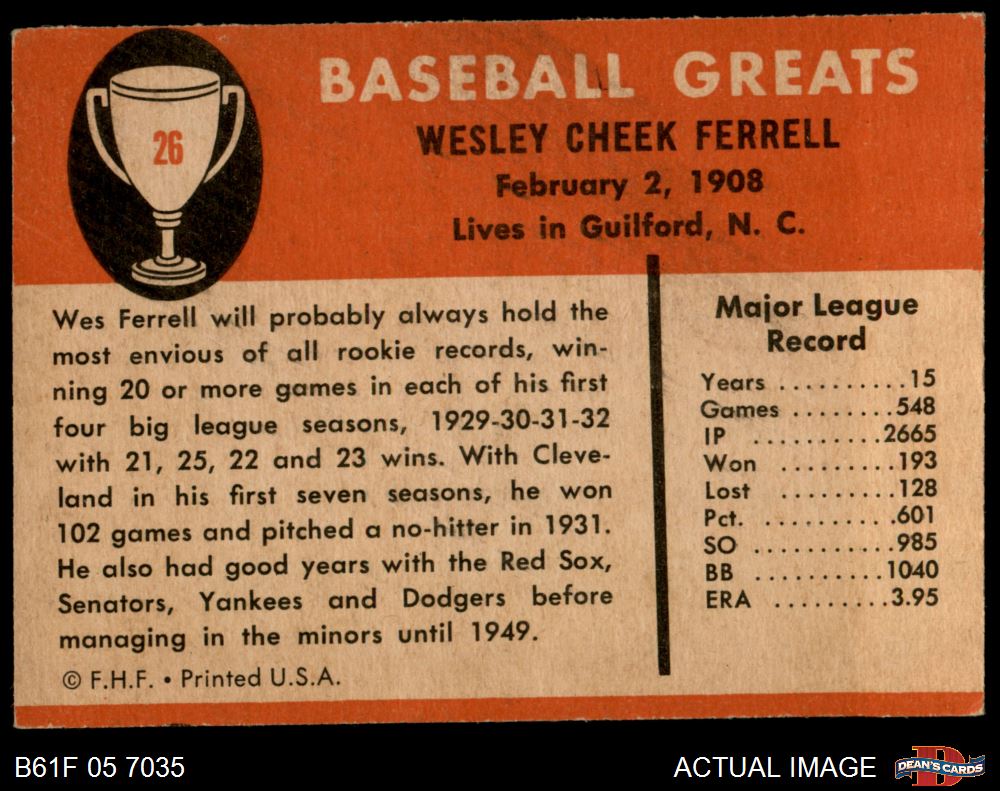 26
BASEBALL GREATS
WESLEY CHEEK FERRELL
February 2, 1908
Lives in Guilford, N. C.
Wes Ferrell will probably always hold the
most envious of all rookie records, win-
ning 20 or more games in each of his first
four big league seasons, 1929-30-31-32
with 21, 25, 22 and 23 wins. With Cleve-
land in his first seven seasons, he won
102 games and pitched a no-hitter in 1931.
He also had good years with the Red Sox,
Senators, Yankees and Dodgers before
managing in the minors until 1949.
© F.H.F. • Printed U.S.A.
Major League
Record
Years ..........15
Games ........548
IP ..........2665
Won .........193
Lost .........128
Pct. ..........601
SO ...........985
BB ..........1040
ERA .........3.95
B61F 05 7035
ACTUAL IMAGE
D
DEAN'S CARDS